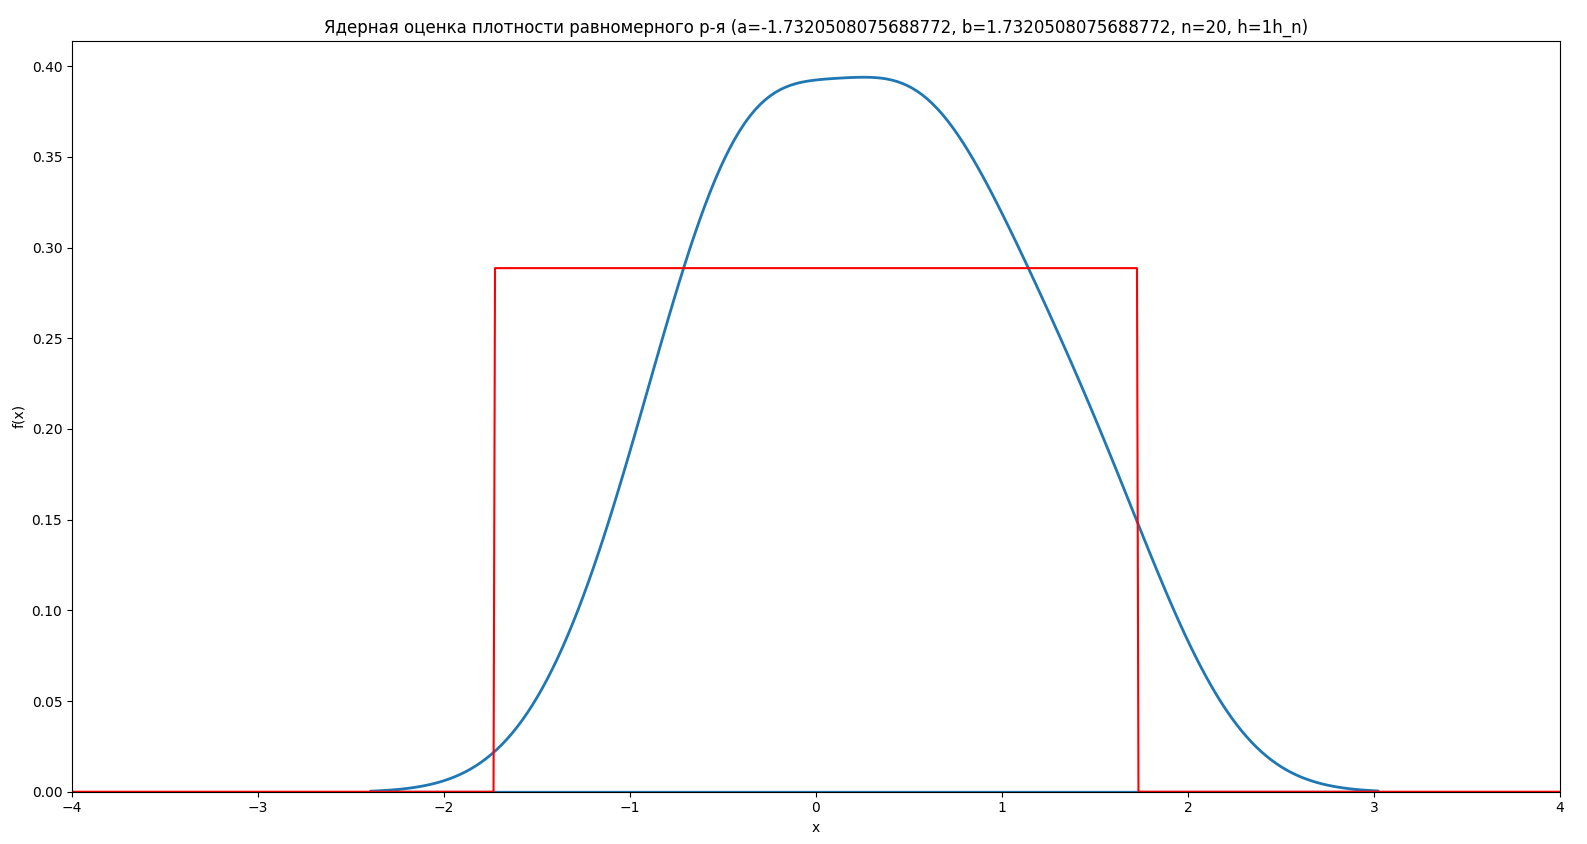 Ядерная оценка плотности равномерного р-я (a=-1.7320508075688772, b=1.7320508075688772, n=20, h=1h_n)
0.40
0.35
0.30
0.25
0.20
0.15
0.10
0.05
0.00
f(x)
−4 −3 −2 −1 0 1 2 3 4
x